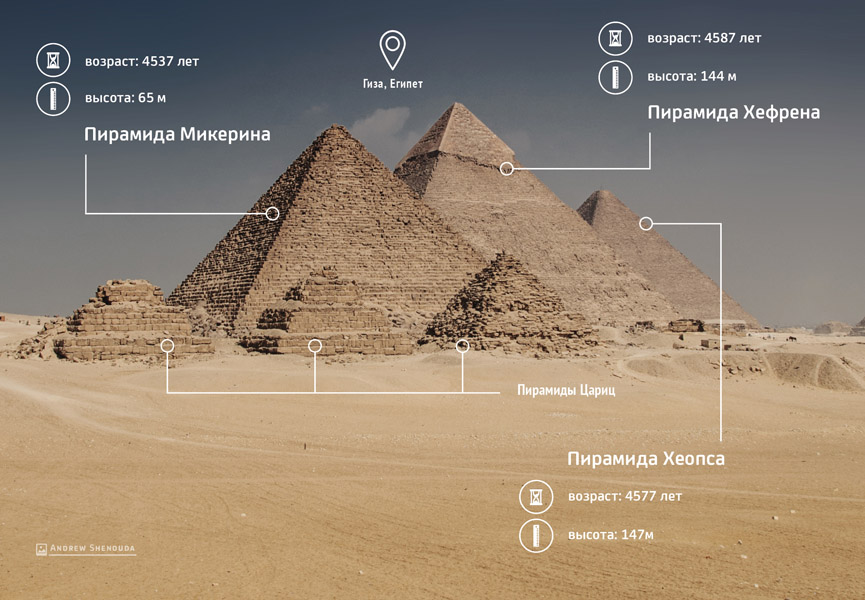 возраст: 4537 лет
высота: 65 м
Пирамида Микерина
Гиза, Египет
возраст: 4587 лет
высота: 144 м
Пирамида Хефрена
Пирамиды Цариц
Пирамида Хеопса
возраст: 4577 лет
высота: 147м
Andrew Shenouda